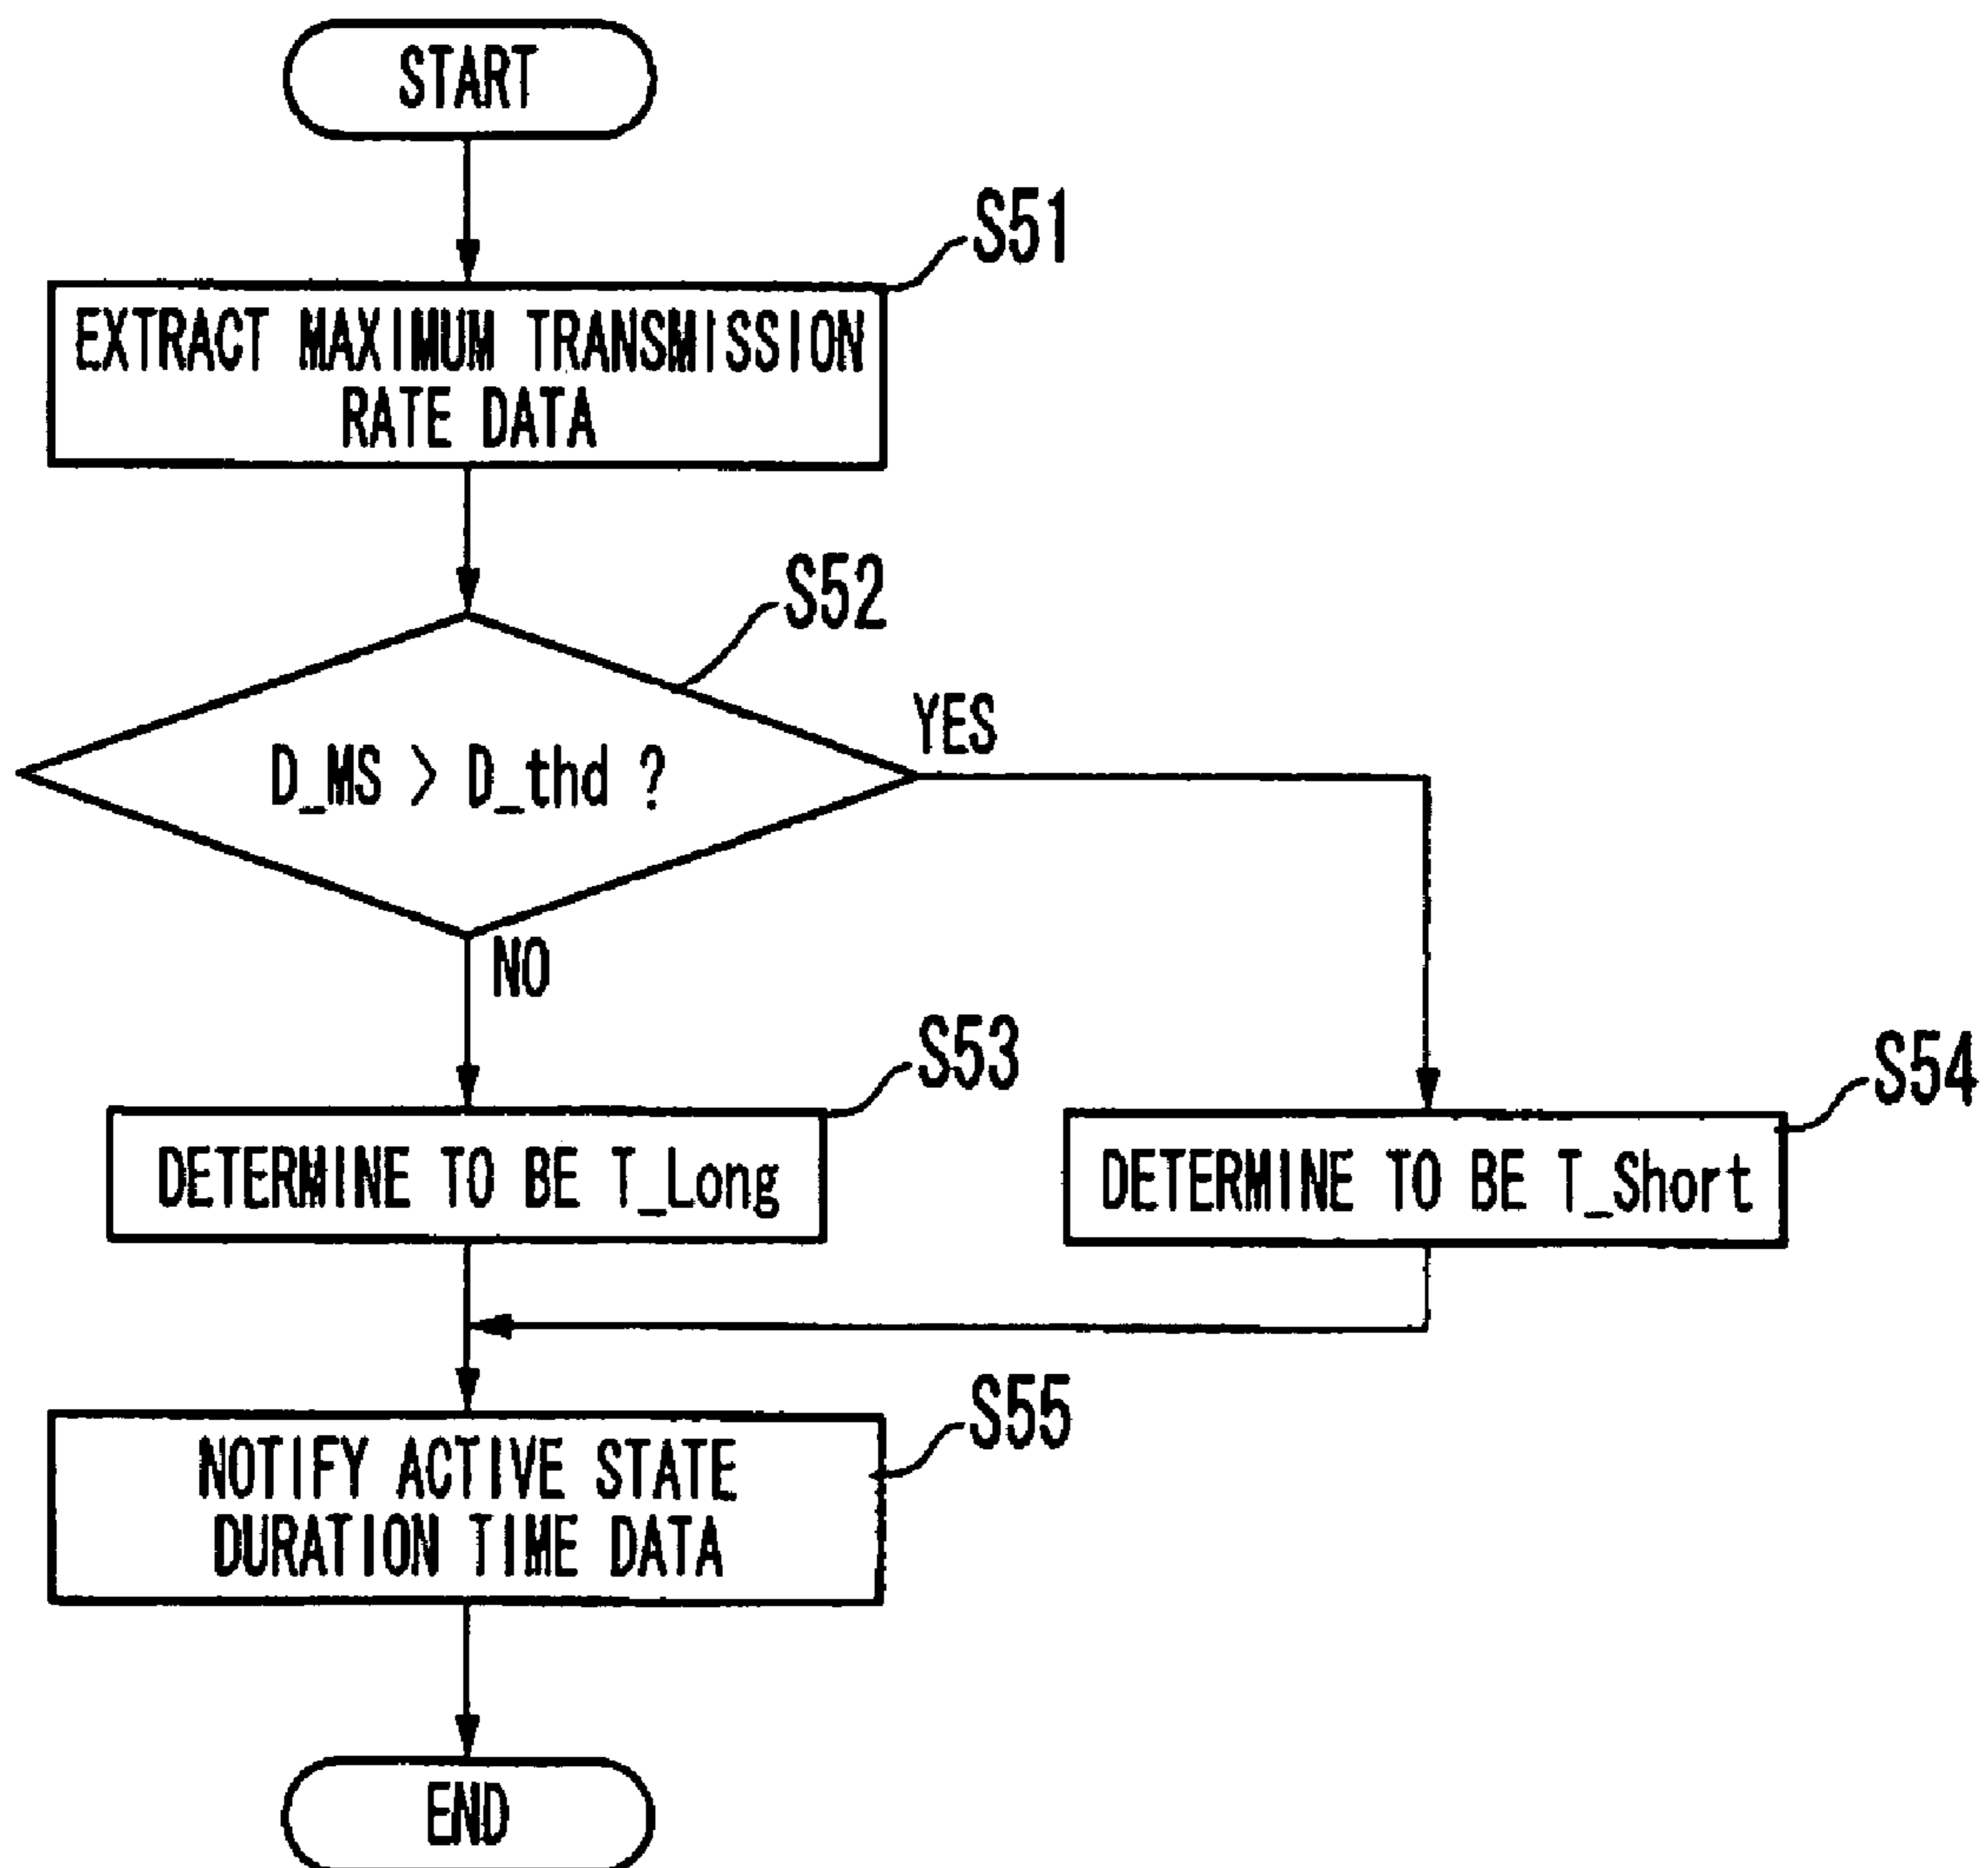 START
S51
EXTRACT MAXIMUM TRANSMISSION
RATE DATA
S52
YES
D_MS > D_thd ?
NO
S53
S54
DETERMINE TO BE T_Long
DETERMINE TO BE T_Short
S55
NOTIFY ACTIVE STATE
DURATION TIME DATA
END